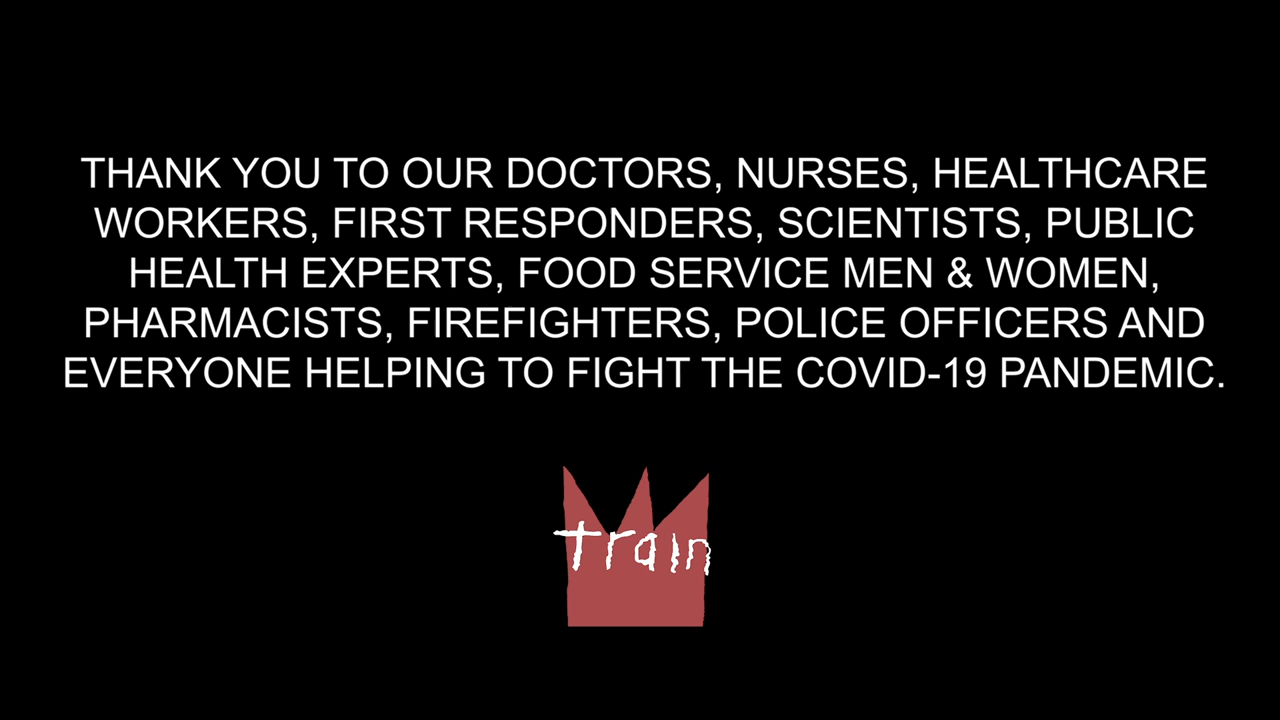 THANK YOU TO OUR DOCTORS, NURSES, HEALTHCARE
WORKERS, FIRST RESPONDERS, SCIENTISTS, PUBLIC
HEALTH EXPERTS, FOOD SERVICE MEN & WOMEN,
PHARMACISTS, FIREFIGHTERS, POLICE OFFICERS AND
EVERYONE HELPING TO FIGHT THE COVID-19 PANDEMIC.
train